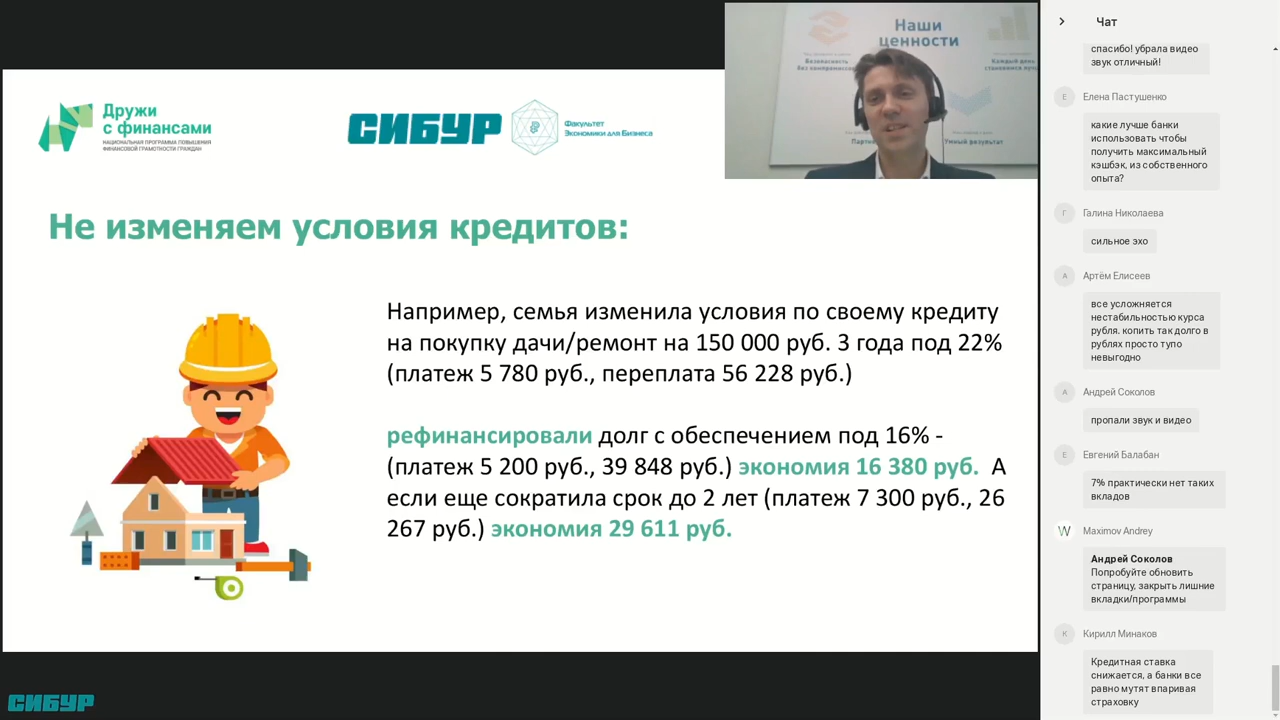 Дружи
с финансами
НАЦИОНАЛЬНАЯ ПРОГРАММА ПОВЫШЕНИЯ
ФИНАНСОВОЙ ГРАМОТНОСТИ ГРАЖДАН
СИБУР
Факультет
Экономики для Бизнеса
Наши
ценности
Безопасность
Каждый день
Умный результат
Не изменяем условия кредитов:
Например, семья изменила условия по своему кредиту
на покупку дачи/ремонт на 150 000 руб. 3 года под 22%
(платеж 5 780 руб., переплата 56 228 руб.)
рефинансировали долг с обеспечением под 16% -
(платеж 5 200 руб., 39 848 руб.) экономия 16 380 руб. А
если еще сократила срок до 2 лет (платеж 7 300 руб., 26
267 руб.) экономия 29 611 руб.
СИБУР
Чат
спасибо! убрала видео
звук отличный!
Е
Елена Пастушенко
какие лучше банки
использовать чтобы
получить максимальный
кэшбэк, из собственного
опыта?
Г
Галина Николаева
сильное эхо
А
Артём Елисеев
все усложняется
нестабильностью курса
рубля. копить так долго в
рублях просто тупо
невыгодно
А
Андрей Соколов
пропали звук и видео
Е
Евгений Балабан
7% практически нет таких
вкладов
W
Maximov Andrey
Андрей Соколов
Попробуйте обновить
страницу, закрыть лишние
вкладки/программы
К
Кирилл Минаков
Кредитная ставка
снижается, а банки все
равно мутят впаривая
страховку